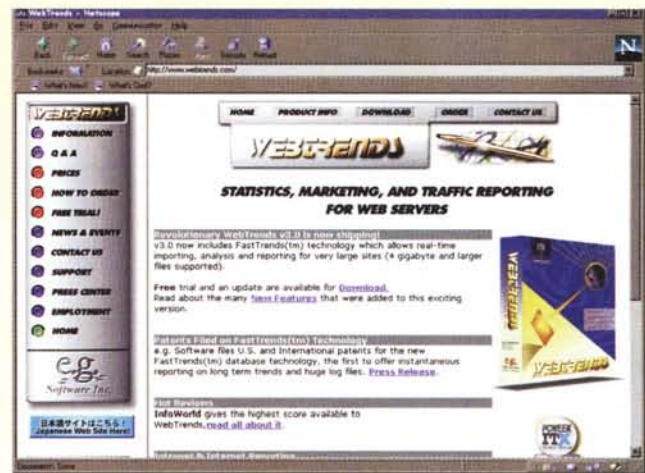 WebTrends - Netscape
File Edit View Go Communicator Help
Back Forward Home Search Places Print Security Reload
Bookmarks Location: http://www.webtrends.com/
What's New? What's Cool?
WEBTRENDS
INFORMATION
Q & A
PRICES
HOW TO ORDER
FREE TRIAL!
NEWS & EVENTS
CONTACT US
SUPPORT
PRESS CENTER
EMPLOYMENT
HOME
e.g.
Software Inc.
日本語サイトはこちら!
Japanese Web Site Here!
HOME PRODUCT INFO DOWNLOAD ORDER CONTACT US
WEBTRENDS
STATISTICS, MARKETING, AND TRAFFIC REPORTING
FOR WEB SERVERS
Revolutionary WebTrends v3.0 is now shipping!
v3.0 now includes FastTrends(tm) technology which allows real-time
importing, analysis and reporting for very large sites (4 gigabyte and larger
files supported).
Free trial and an update are available for Download.
Read about the many New Features that were added to this exciting
version.
Patents Filed on FastTrends(tm) Technology
e.g. Software files U.S. and International patents for the new
FastTrends(tm) database technology, the first to offer instantaneous
reporting on long term trends and huge log files. Press Release.
Hot Reviews
InfoWorld gives the highest score available to
WebTrends,read all about it.
Intranet & Internet Reporting
WEBTRENDS
WEBTRENDS
PCWEEK
Document: Done